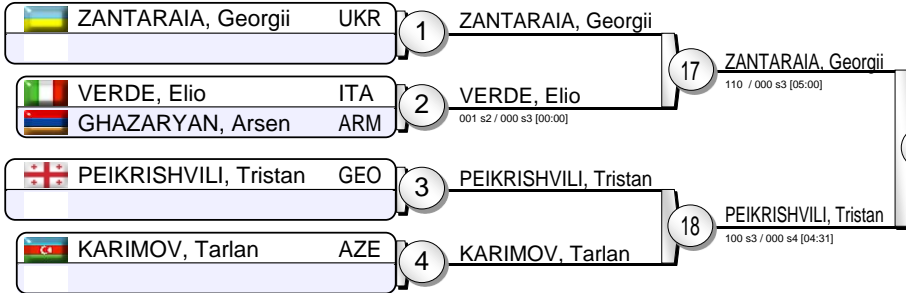 ZANTARAIA, Georgii UKR
1
ZANTARAIA, Georgii
VERDE, Elio ITA
GHAZARYAN, Arsen ARM
2
VERDE, Elio
001 s2 / 000 s3 [00:00]
17
ZANTARAIA, Georgii
110 / 000 s3 [05:00]
PEIKRISHVILI, Tristan GEO
3
PEIKRISHVILI, Tristan
KARIMOV, Tarlan AZE
4
KARIMOV, Tarlan
18
PEIKRISHVILI, Tristan
100 s3 / 000 s4 [04:31]